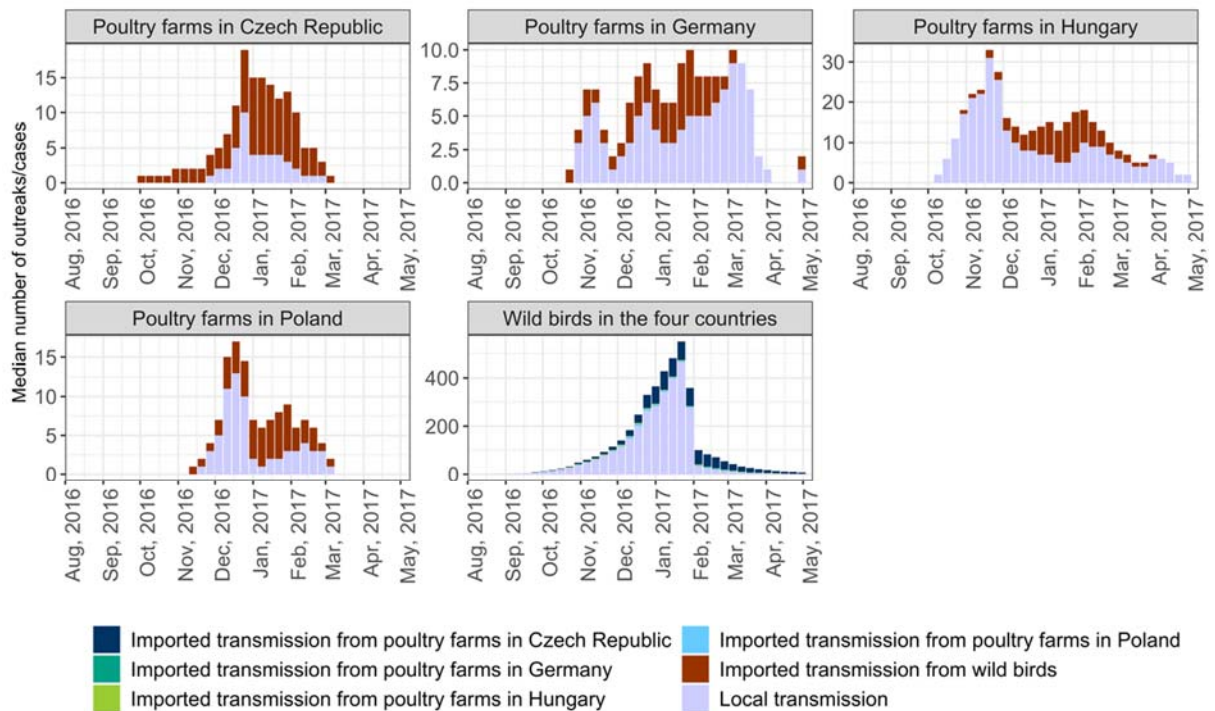 Poultry farms in Czech Republic
Poultry farms in Germany
Poultry farms in Hungary
Median number of outreaks/cases
15
10
5
0
10.0
7.5
5.0
2.5
0.0
30
20
10
0
Aug, 2016
Sep, 2016
Oct, 2016
Nov, 2016
Dec, 2016
Jan, 2017
Feb, 2017
Mar, 2017
Apr, 2017
May, 2017
Aug, 2016
Sep, 2016
Oct, 2016
Nov, 2016
Dec, 2016
Jan, 2017
Feb, 2017
Mar, 2017
Apr, 2017
May, 2017
Aug, 2016
Sep, 2016
Oct, 2016
Nov, 2016
Dec, 2016
Jan, 2017
Feb, 2017
Mar, 2017
Apr, 2017
May, 2017
Poultry farms in Poland
Wild birds in the four countries
15
10
5
0
400
200
0
Aug, 2016
Sep, 2016
Oct, 2016
Nov, 2016
Dec, 2016
Jan, 2017
Feb, 2017
Mar, 2017
Apr, 2017
May, 2017
Aug, 2016
Sep, 2016
Oct, 2016
Nov, 2016
Dec, 2016
Jan, 2017
Feb, 2017
Mar, 2017
Apr, 2017
May, 2017
Imported transmission from poultry farms in Czech Republic
Imported transmission from poultry farms in Germany
Imported transmission from poultry farms in Hungary
Imported transmission from poultry farms in Poland
Imported transmission from wild birds
Local transmission